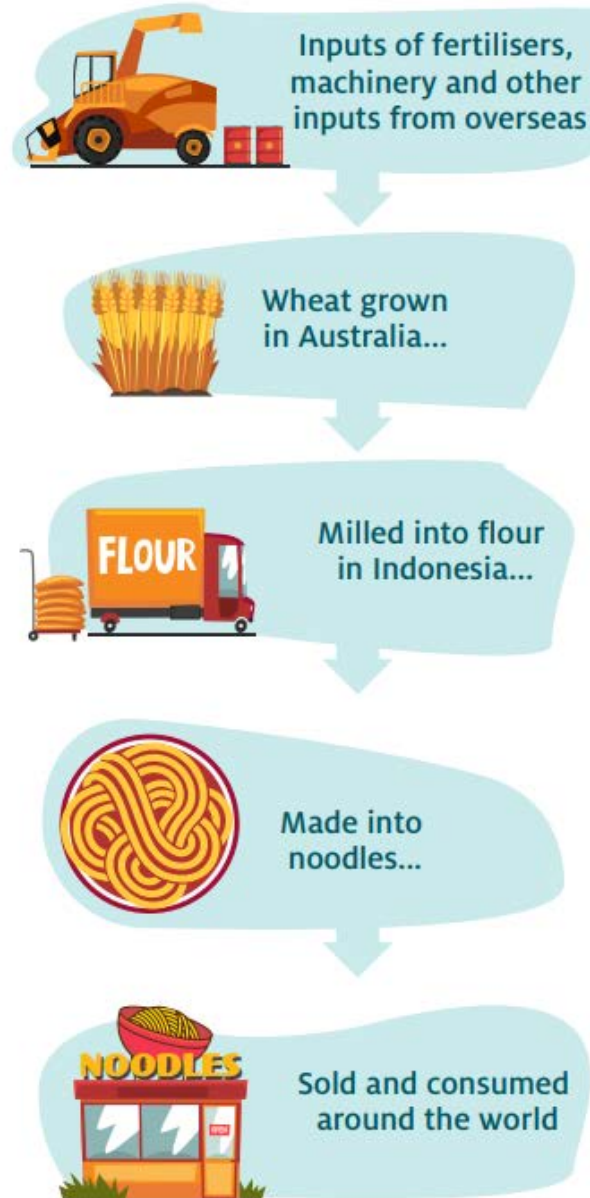 Inputs of fertilisers,
machinery and other
inputs from overseas
Wheat grown
in Australia...
FLOUR
Milled into flour
in Indonesia...
Made into
noodles...
NOODLES
OPEN
Sold and consumed
around the world